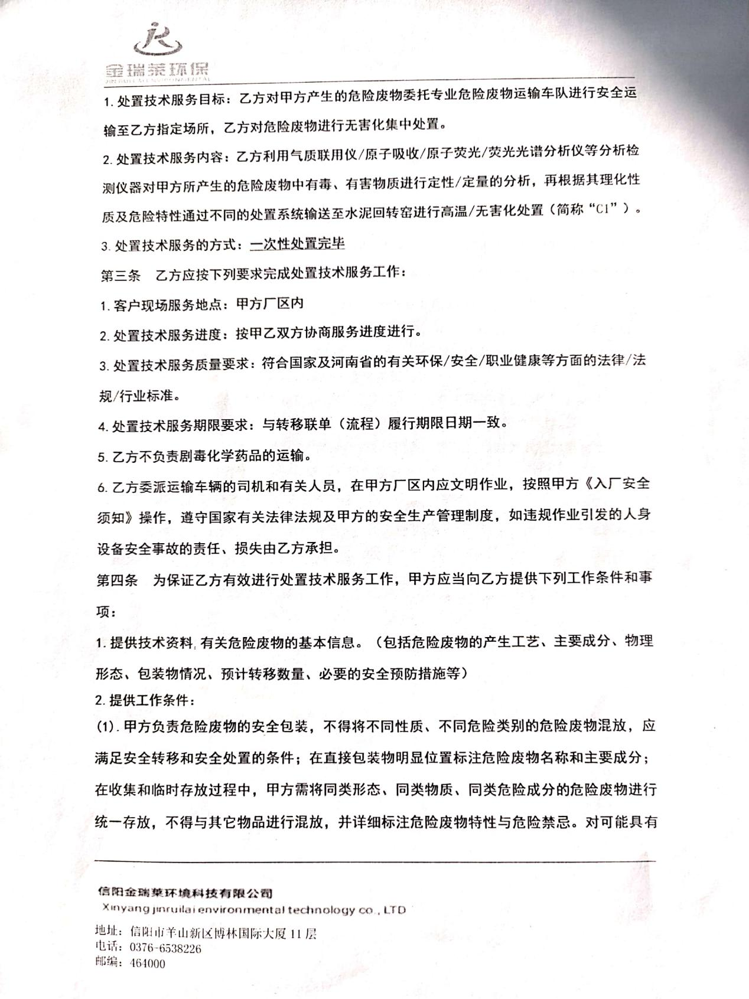 金瑞莱环保
JINRUILAI ENVIRONMENTAL
1. 处置技术服务目标：乙方对甲方产生的危险废物委托专业危险废物运输车队进行安全运
输至乙方指定场所，乙方对危险废物进行无害化集中处置。
2. 处置技术服务内容：乙方利用气质联用仪/原子吸收/原子荧光/荧光光谱分析仪等分析检
测仪器对甲方所产生的危险废物中有毒、有害物质进行定性/定量的分析，再根据其理化性
质及危险特性通过不同的处置系统输送至水泥回转窑进行高温/无害化处置（简称“C1”）。
3. 处置技术服务的方式：一次性处置完毕
第三条　乙方应按下列要求完成处置技术服务工作：
1. 客户现场服务地点：甲方厂区内
2. 处置技术服务进度：按甲乙双方协商服务进度进行。
3. 处置技术服务质量要求：符合国家及河南省的有关环保/安全/职业健康等方面的法律/法
规/行业标准。
4. 处置技术服务期限要求：与转移联单（流程）履行期限日期一致。
5. 乙方不负责剧毒化学药品的运输。
6. 乙方委派运输车辆的司机和有关人员，在甲方厂区内应文明作业，按照甲方《入厂安全
须知》操作，遵守国家有关法律法规及甲方的安全生产管理制度，如违规作业引发的人身
设备安全事故的责任、损失由乙方承担。
第四条　为保证乙方有效进行处置技术服务工作，甲方应当向乙方提供下列工作条件和事
项：
1. 提供技术资料：有关危险废物的基本信息。（包括危险废物的产生工艺、主要成分、物理
形态、包装物情况、预计转移数量、必要的安全预防措施等）
2. 提供工作条件：
(1). 甲方负责危险废物的安全包装，不得将不同性质、不同危险类别的危险废物混放，应
满足安全转移和安全处置的条件；在直接包装物明显位置标注危险废物名称和主要成分；
在收集和临时存放过程中，甲方需将同类形态、同类物质、同类危险成分的危险废物进行
统一存放，不得与其它物品进行混放，并详细标注危险废物特性与危险禁忌。对可能具有
信阳金瑞莱环境科技有限公司
Xinyang jinruilai environmental technology co., LTD
地址：信阳市羊山新区博林国际大厦 11 层
电话：0376-6538226
邮编：464000